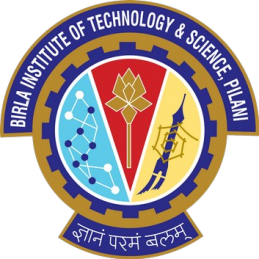 BIRLA INSTITUTE OF TECHNOLOGY & SCIENCE, PILANI
ज्ञानं परमं बलम्